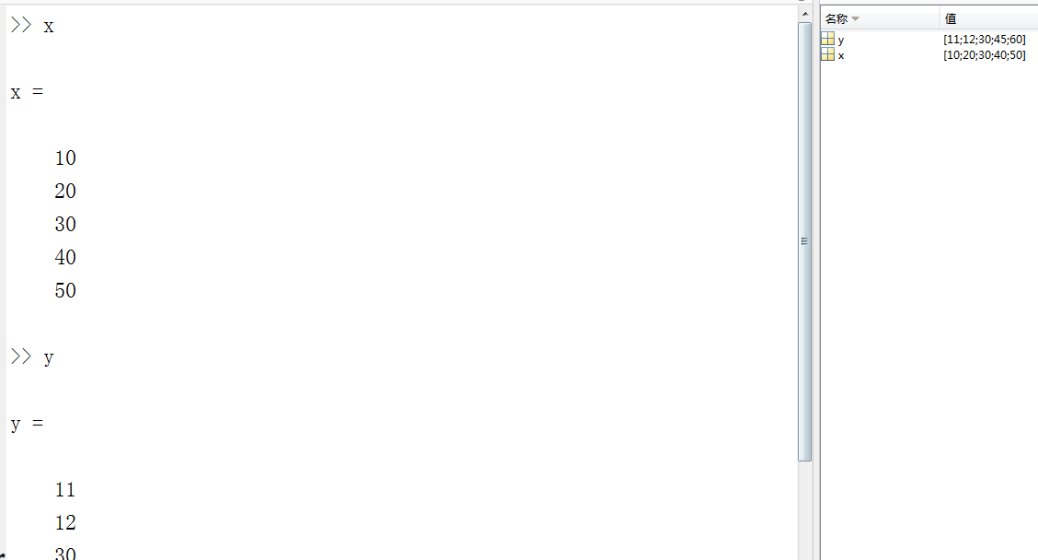 >> x
x =
10
20
30
40
50
>> y
y =
11
12
30
名称 值
y [11;12;30;45;60]
x [10;20;30;40;50]